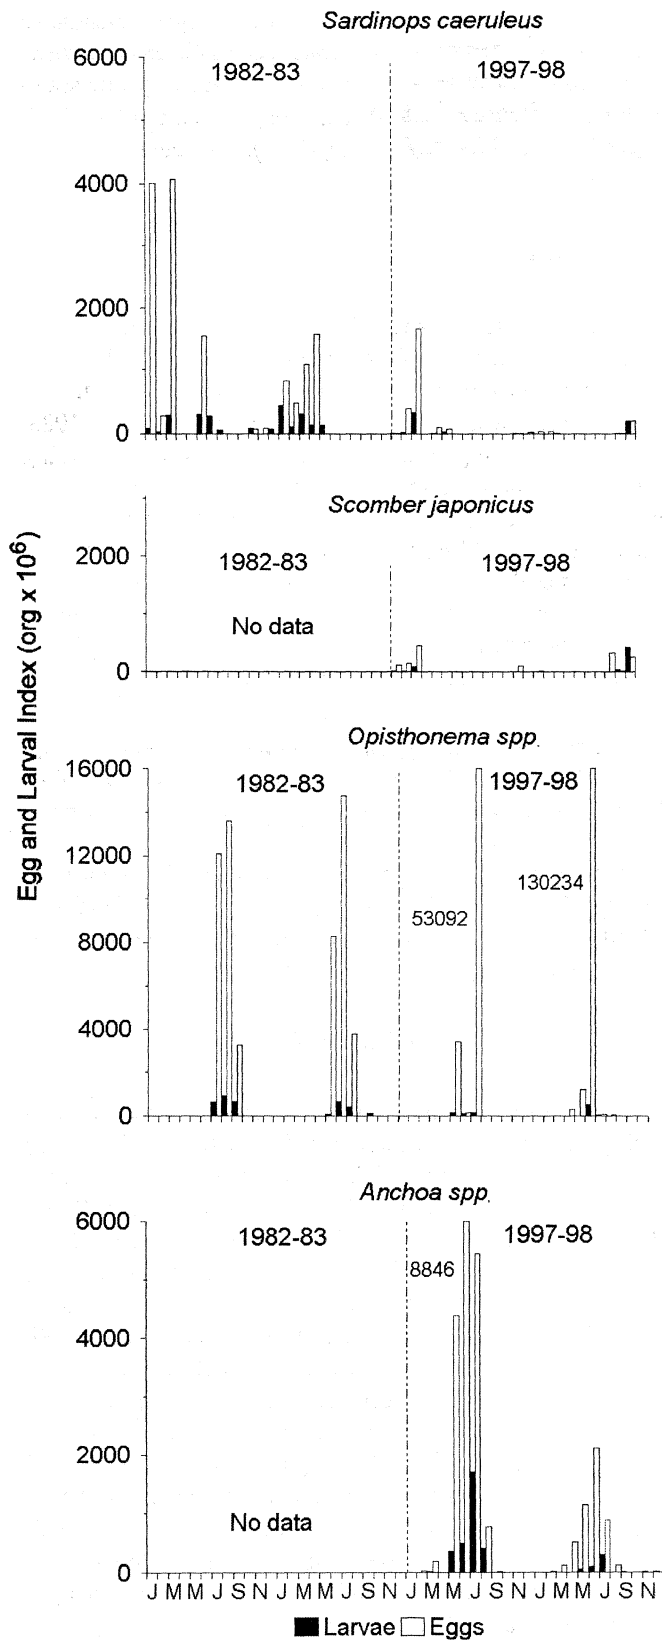 Sardinops caeruleus
6000
1982-83
1997-98
4000
2000
0
Scomber japonicus
2000
1982-83
1997-98
No data
0
Egg and Larval Index (org x 10⁶)
Opisthonema spp.
16000
1982-83
1997-98
12000
130234
53092
8000
4000
0
Anchoa spp.
6000
1982-83
1997-98
8846
4000
2000
No data
0
J M M J S N J M M J S N J M M J S N J M M J S N
Larvae Eggs